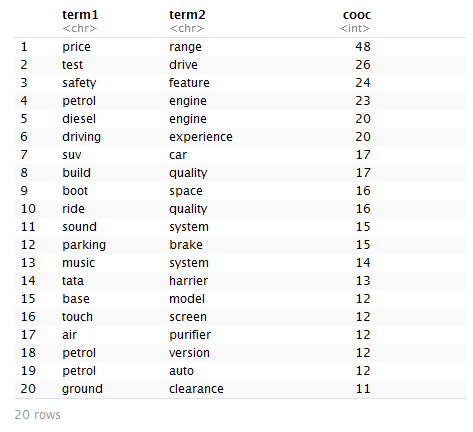 term1 term2 cooc
<chr> <chr> <int>
1 price range 48
2 test drive 26
3 safety feature 24
4 petrol engine 23
5 diesel engine 20
6 driving experience 20
7 suv car 17
8 build quality 17
9 boot space 16
10 ride quality 16
11 sound system 15
12 parking brake 15
13 music system 14
14 tata harrier 13
15 base model 12
16 touch screen 12
17 air purifier 12
18 petrol version 12
19 petrol auto 12
20 ground clearance 11
20 rows